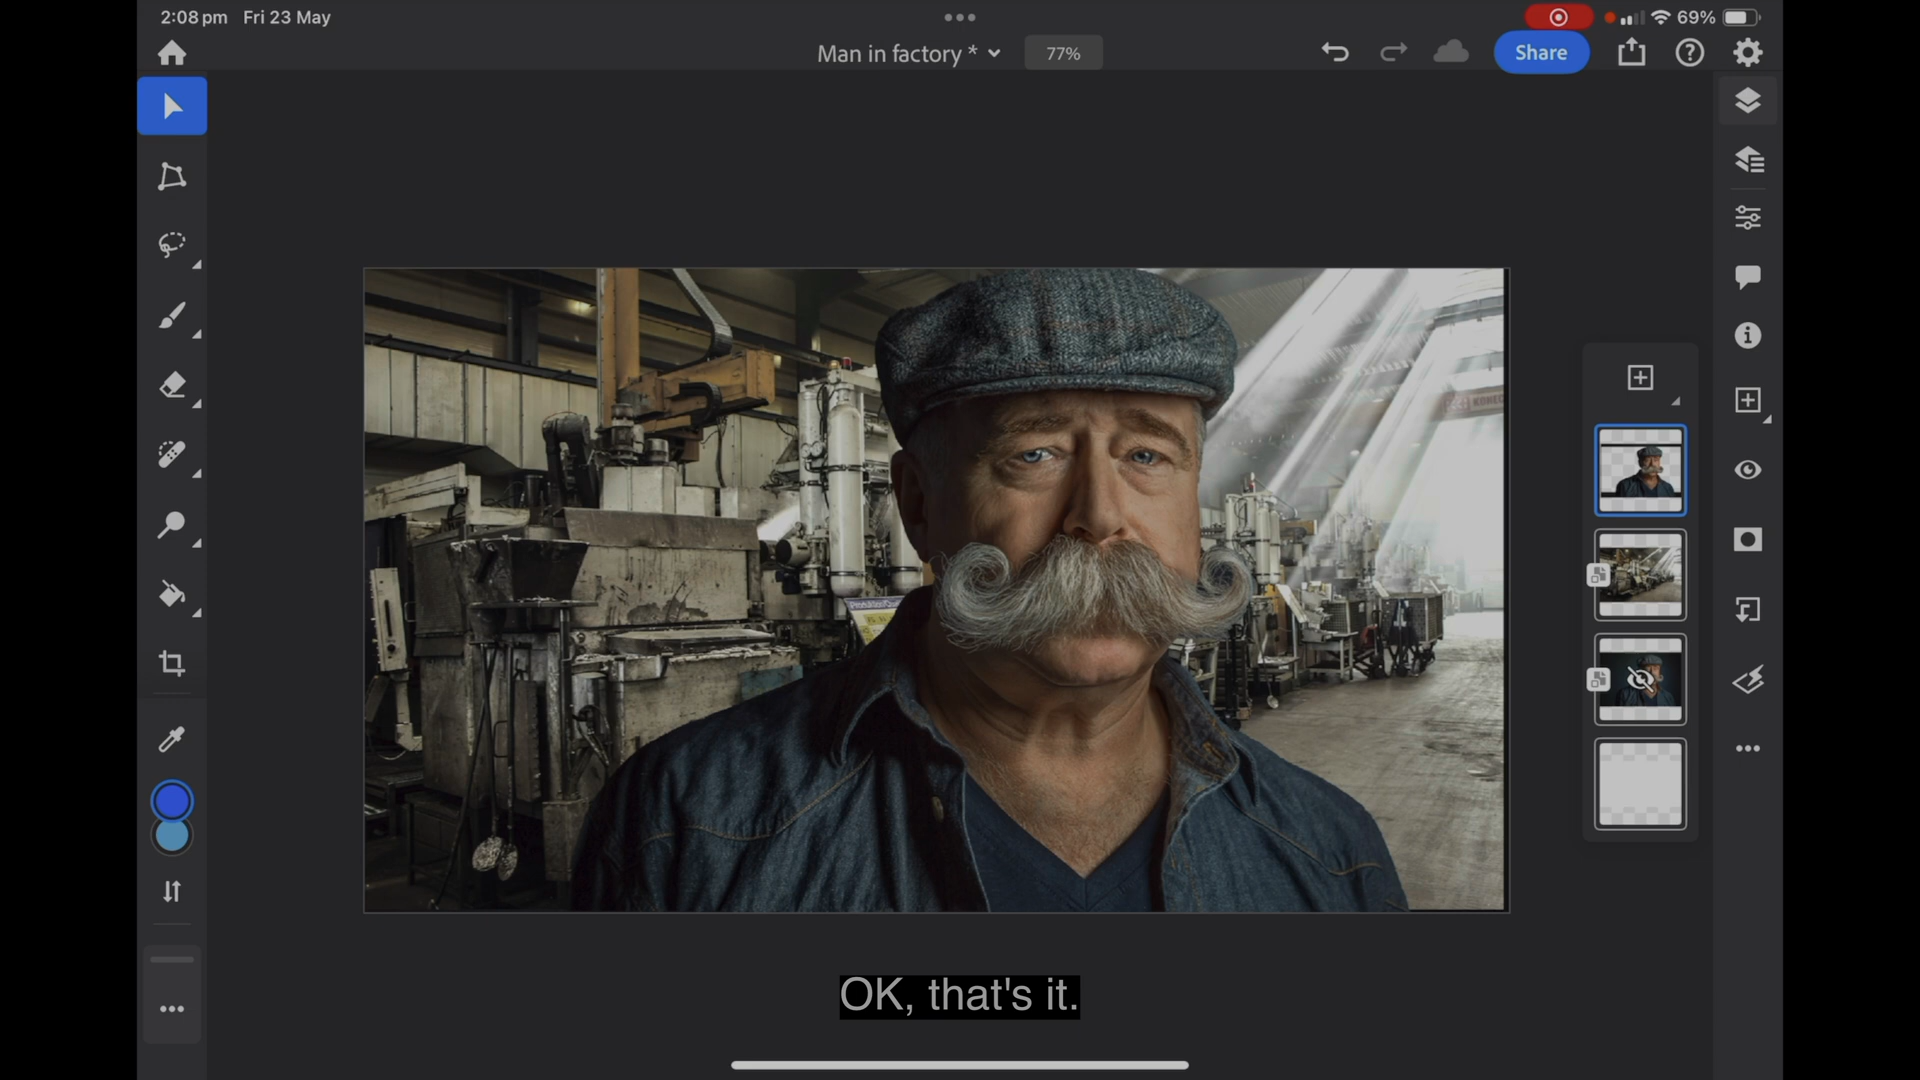 2:08 pm Fri 23 May
69%
Man in factory *
77%
Share
OK, that's it.